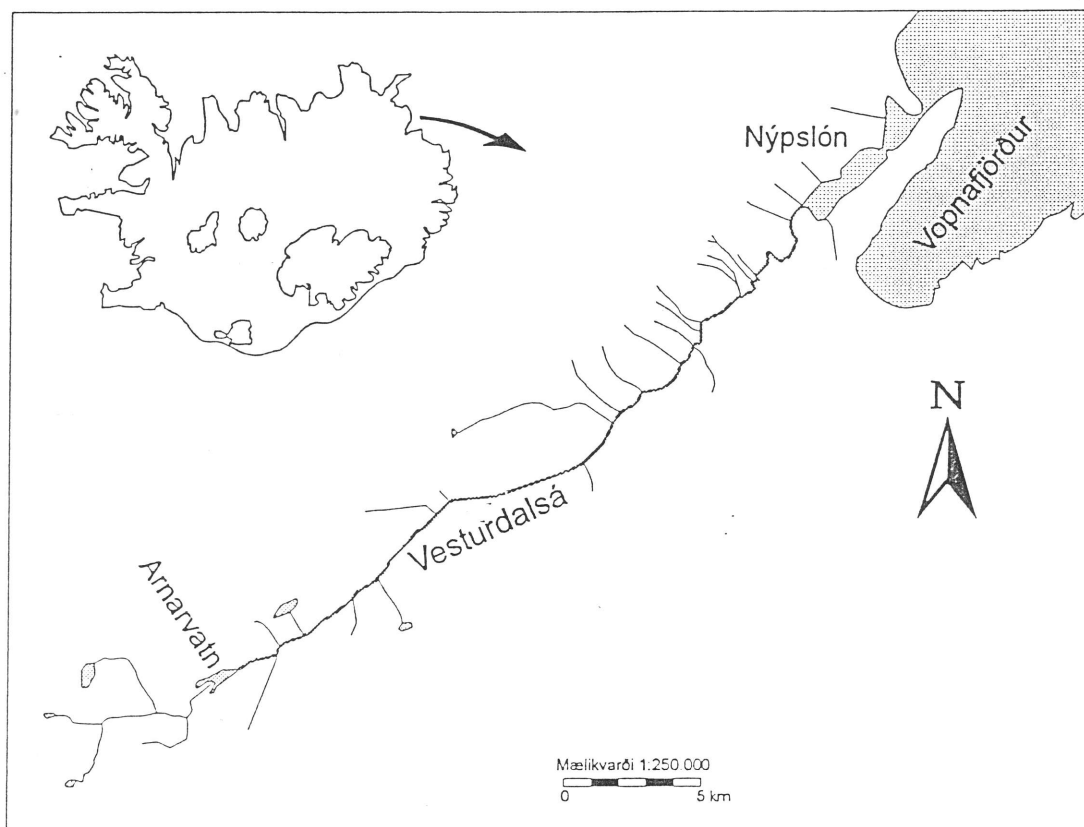 Nýpslón
Vopnafjörður
N
Vesturdalsá
Arnarvatn
Mælikvarði 1:250.000
0 5 km